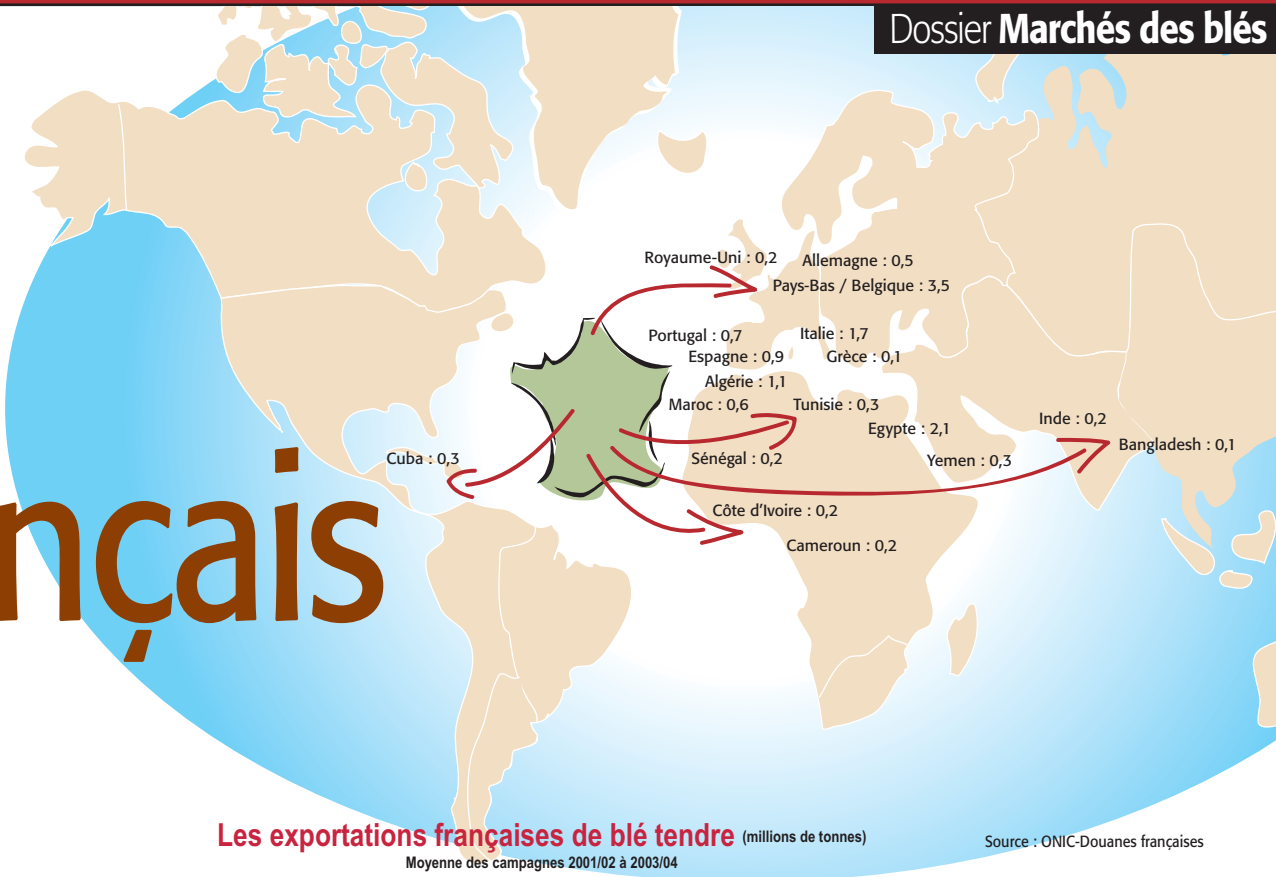 Dossier Marchés des blés
Royaume-Uni : 0,2
Allemagne : 0,5
Pays-Bas / Belgique : 3,5
Portugal : 0,7
Italie : 1,7
Espagne : 0,9
Grèce : 0,1
Algérie : 1,1
Maroc : 0,6
Tunisie : 0,3
Egypte : 2,1
Inde : 0,2
Bangladesh : 0,1
Cuba : 0,3
Sénégal : 0,2
Yemen : 0,3
nçais
Côte d’Ivoire : 0,2
Cameroun : 0,2
Les exportations françaises de blé tendre (millions de tonnes)
Source : ONIC-Douanes françaises
Moyenne des campagnes 2001/02 à 2003/04